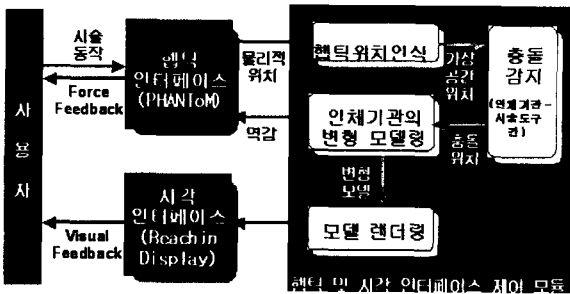 사
용
자
시술
동작
Force
Feedback
햅틱
인터페이스
(PHANToM)
물리적
위치
역감
시각
인터페이스
(Reachin
Display)
Visual
Feedback
햅틱위치인식
가상
공간
위치
충돌
감지
(인체기관-
시술도구
간)
인체기관의
변형 모델링
충돌
위치
변형
모델
모델 렌더링
햅틱 및 시각 인터페이스 제어 모듈